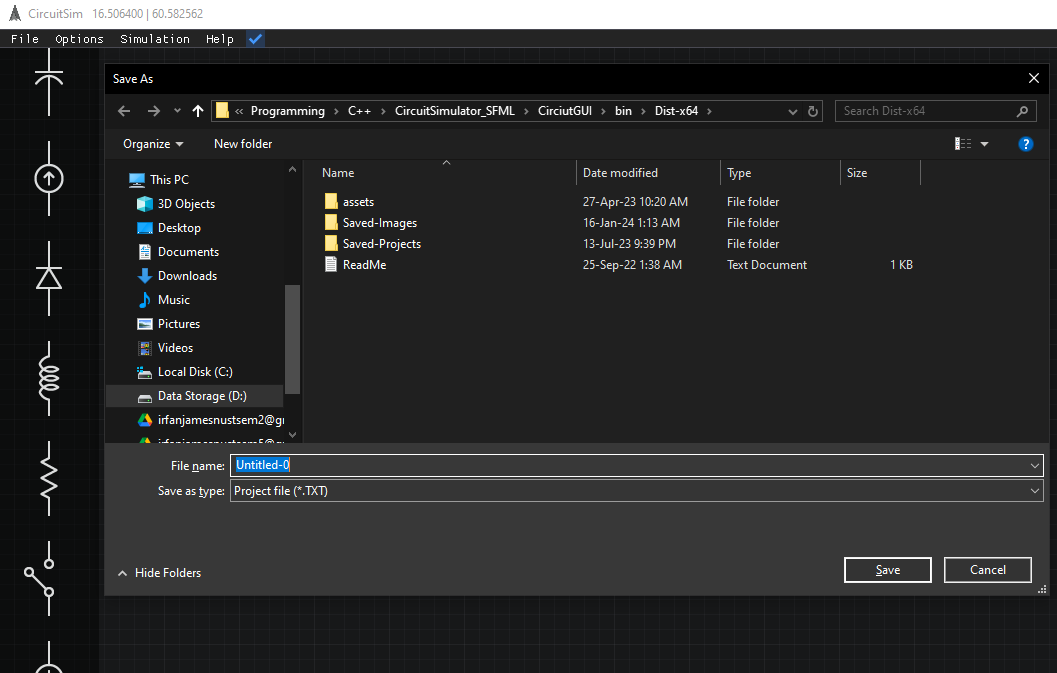 CircuitSim 16.506400 | 60.582562
File Options Simulation Help
Save As
« Programming › C++ › CircuitSimulator_SFML › CirciutGUI › bin › Dist-x64 ›
Search Dist-x64
Organize New folder
This PC
3D Objects
Desktop
Documents
Downloads
Music
Pictures
Videos
Local Disk (C:)
Data Storage (D:)
irfanjamesnustsem2@g
Name Date modified Type Size
assets 27-Apr-23 10:20 AM File folder
Saved-Images 16-Jan-24 1:13 AM File folder
Saved-Projects 13-Jul-23 9:39 PM File folder
ReadMe 25-Sep-22 1:38 AM Text Document 1 KB
File name: Untitled-0
Save as type: Project file (*.TXT)
Hide Folders
Save Cancel